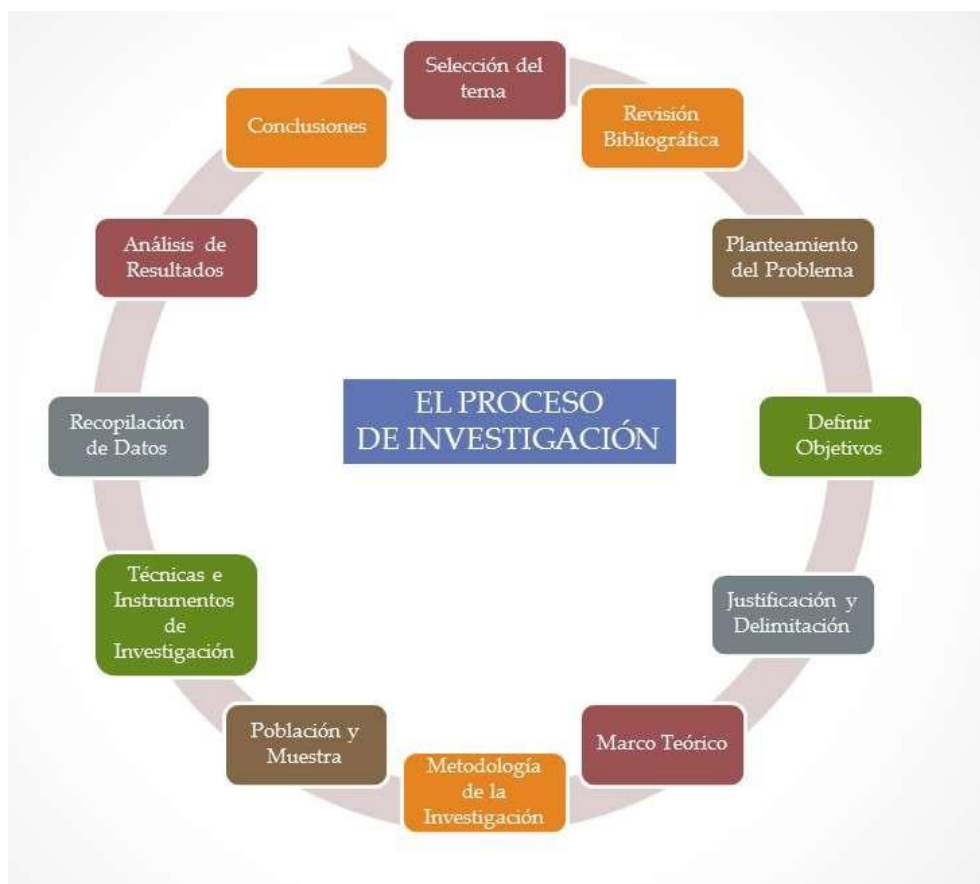 Selección del
tema
Revisión
Bibliográfica
Planteamiento
del Problema
Definir
Objetivos
Justificación y
Delimitación
Marco Teórico
Metodología
de la
Investigación
Población y
Muestra
Técnicas e
Instrumentos
de
Investigación
Recopilación
de Datos
Análisis de
Resultados
Conclusiones
EL PROCESO
DE INVESTIGACIÓN